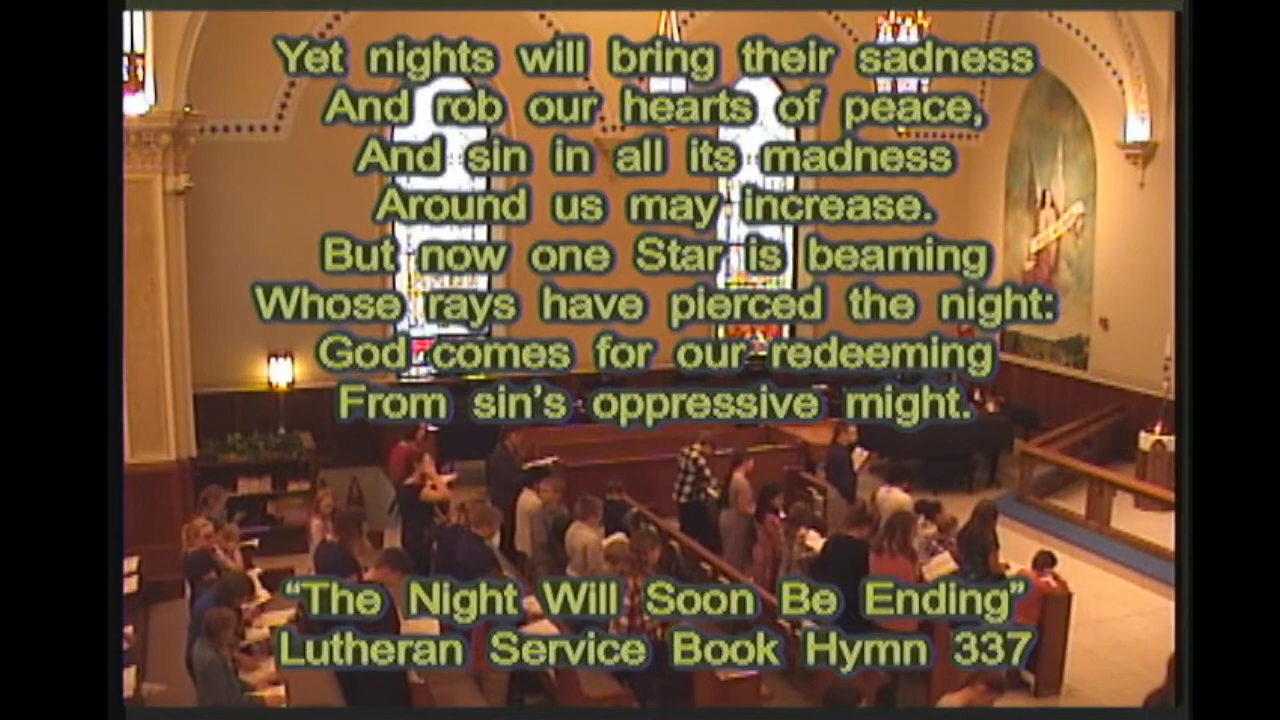 Yet nights will bring their sadness
And rob our hearts of peace,
And sin in all its madness
Around us may increase.
But now one Star is beaming
Whose rays have pierced the night:
God comes for our redeeming
From sin’s oppressive might.
“The Night Will Soon Be Ending”
Lutheran Service Book Hymn 337